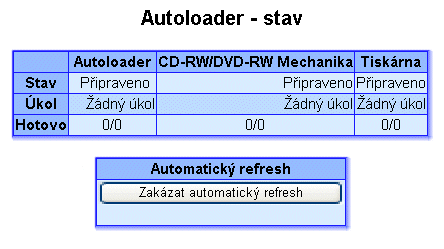 Autoloader - stav
Autoloader CD-RW/DVD-RW Mechanika Tiskárna
Stav Připraveno Připraveno Připraveno
Úkol Žádný úkol Žádný úkol Žádný úkol
Hotovo 0/0 0/0 0/0
Automatický refresh
Zakázat automatický refresh